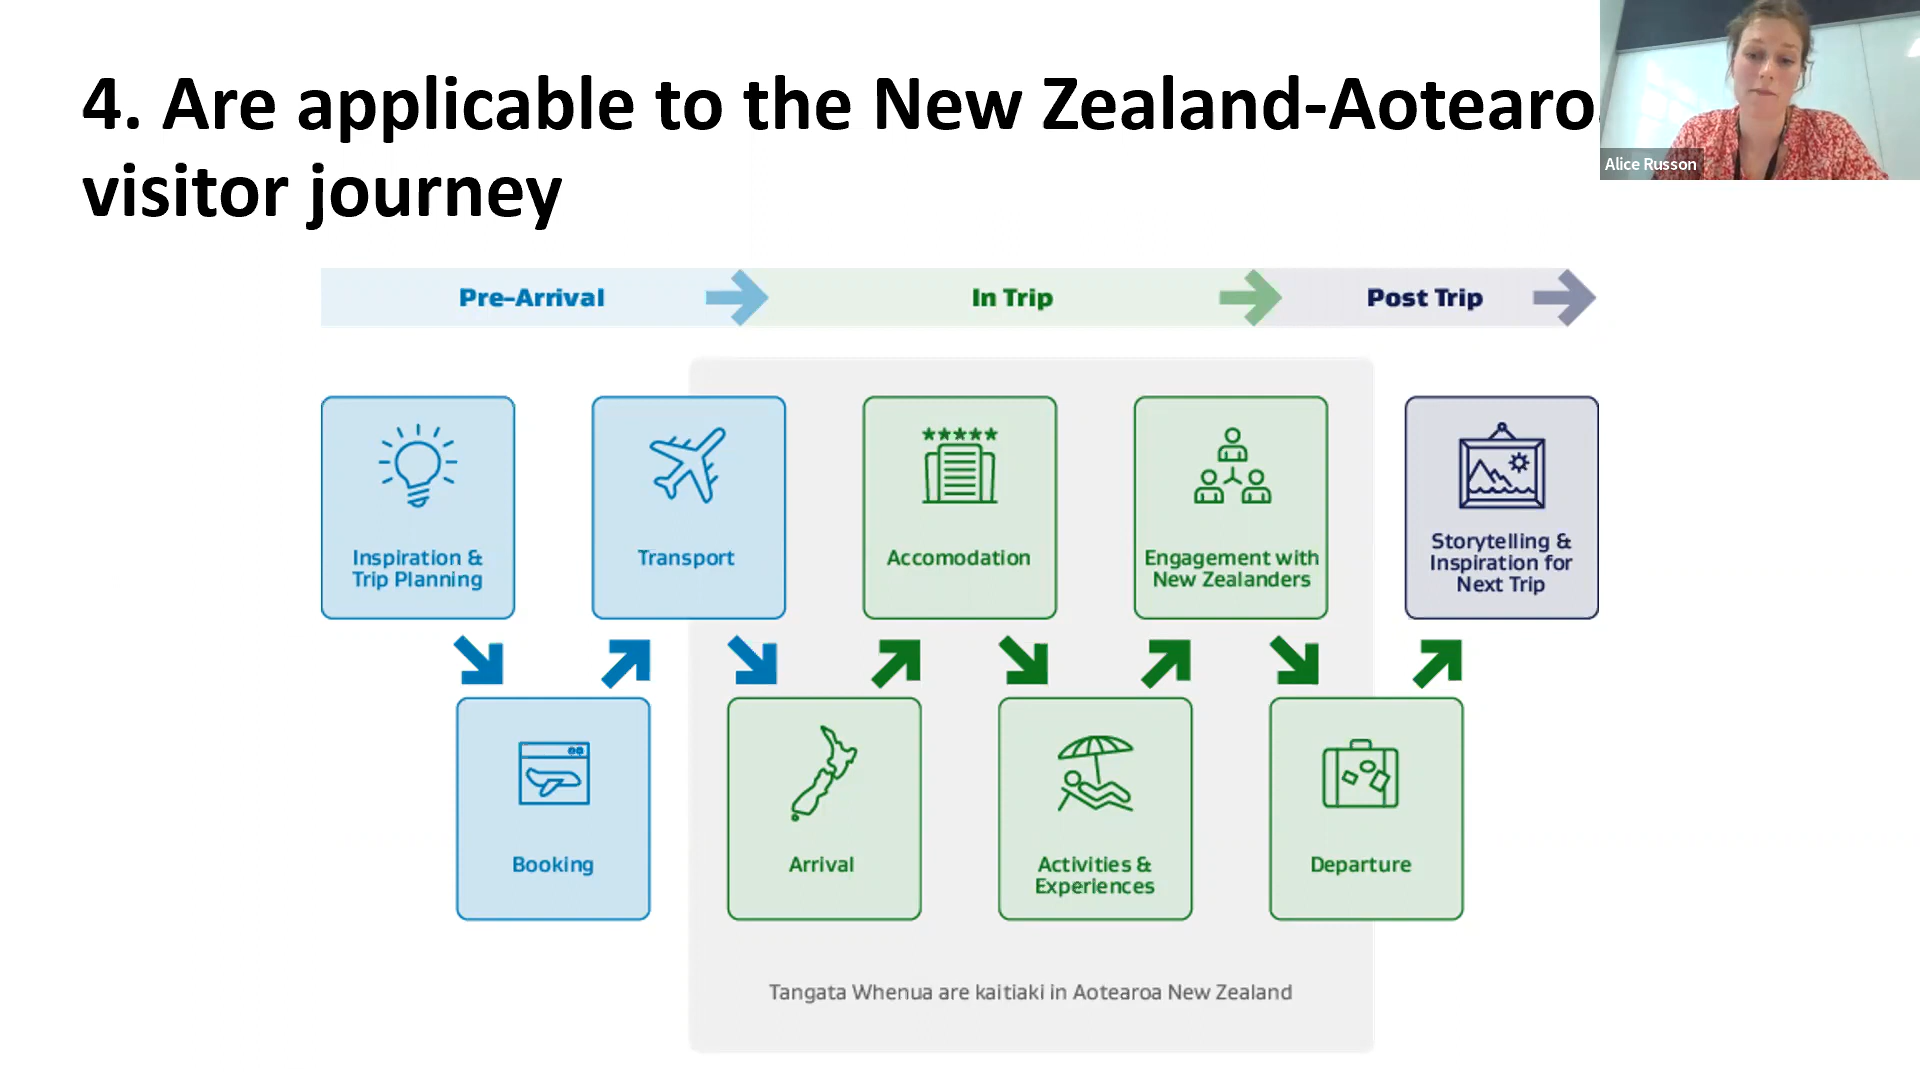 4. Are applicable to the New Zealand-Aotearo
visitor journey
Alice Russon
Pre-Arrival
In Trip
Post Trip
Inspiration &
Trip Planning
Transport
Accomodation
Engagement with
New Zealanders
Storytelling &
Inspiration for
Next Trip
Booking
Arrival
Activities &
Experiences
Departure
Tangata Whenua are kaitiaki in Aotearoa New Zealand